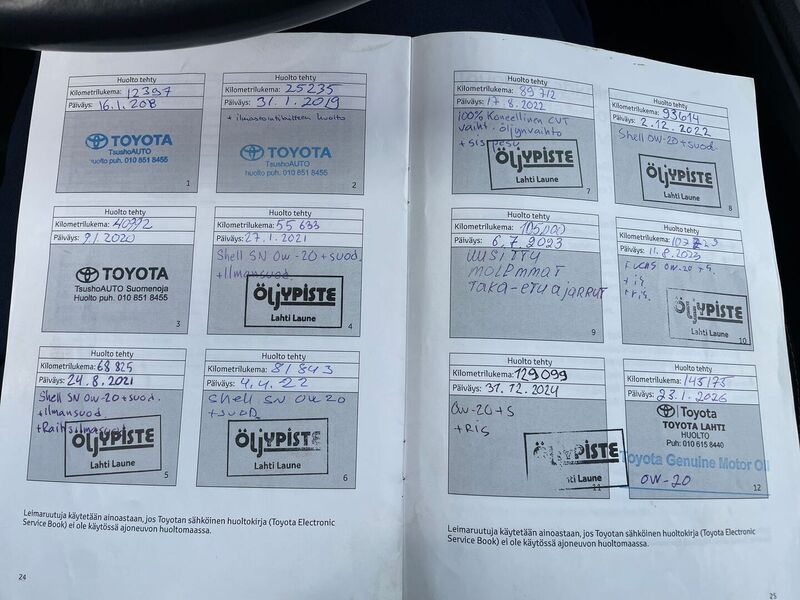 Huolto tehty
Kilometrilukema: 12397
Päiväys: 16.1.2018
TOYOTA
TsushoAUTO
huolto puh. 010 851 8455
1
Huolto tehty
Kilometrilukema: 25235
Päiväys: 31.1.2019
TOYOTA
TsushoAUTO
huolto puh. 010 851 8455
2
Huolto tehty
Kilometrilukema: 40992
Päiväys: 9.1.2020
TOYOTA
TsushoAUTO Suomenoja
Huolto puh. 010 851 8455
3
Huolto tehty
Kilometrilukema: 55633
Päiväys: 27.1.2021
Shell SN 0w-20 + suod.
+Ilmansuod.
ÖLJYPISTE
Lahti Laune
4
Huolto tehty
Kilometrilukema: 68825
Päiväys: 24.8.2021
Shell SN 0w-20 + suod.
+Ilmansuod.
ÖLJYPISTE
Lahti Laune
5
Huolto tehty
Kilometrilukema: 81843
Päiväys: 4.4.22
Shell SN 0w20
+suod
ÖLJYPISTE
Lahti Laune
6
Leimaruutuja käytetään ainoastaan, jos Toyotan sähköinen huoltokirja (Toyota Electronic
Service Book) ei ole käytössä ajoneuvon huoltomaassa.
24
Huolto tehty
Kilometrilukema: 89712
Päiväys: 17.8.2022
100% Koneellinen CVT
vaiht. öljynvaihto
ÖLJYPISTE
Lahti Laune
7
Huolto tehty
Kilometrilukema: 93614
Päiväys: 2.12.2022
Shell 0w-20 + suod.
ÖLJYPISTE
Lahti Laune
8
Huolto tehty
Kilometrilukema: 105000
Päiväys: 6.7.2023
UUSITTU
MOLEMMAT
TAKA-ETU AJARRUT
9
Huolto tehty
Kilometrilukema:
Päiväys: 11.8.2023
FUCHS 0W-20 + S.
+ is
+ ris.
ÖLJYPISTE
Lahti Laune
10
Huolto tehty
Kilometrilukema: 129099
Päiväys: 31.12.2024
0w-20+S
+RIS
ÖLJYPISTE
Laune
11
Huolto tehty
Kilometrilukema: 145175
Päiväys: 23.1.2026
Toyota
TOYOTA LAHTI
HUOLTO
Puh: 010 615 8440
Toyota Genuine Motor Oil
0W-20
12
Leimaruutuja käytetään ainoastaan, jos Toyotan sähköinen huoltokirja (Toyota Electronic
Service Book) ei ole käytössä ajoneuvon huoltomaassa.
25